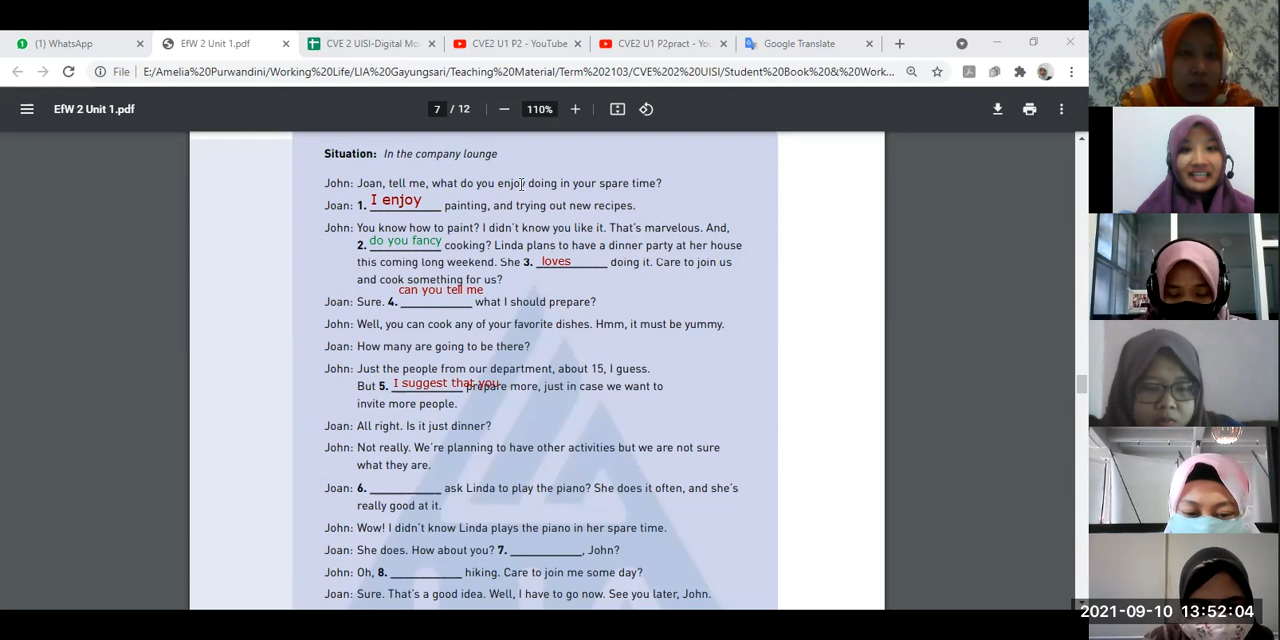 (1) WhatsApp
EfW 2 Unit 1.pdf
CVE 2 UISI-Digital Mo
CVE2 U1 P2 - YouTube
CVE2 U1 P2pract - Yo
Google Translate
File E:/Amelia%20Purwandini/Working%20Life/LIA%20Gayungsari/Teaching%20Material/Term%202103/CVE%202%20UISI/Student%20Book%20&%20Work...
EfW 2 Unit 1.pdf
7 / 12
110%
Situation: In the company lounge
John: Joan, tell me, what do you enjoy doing in your spare time?
Joan: 1. I enjoy painting, and trying out new recipes.
John: You know how to paint? I didn't know you like it. That's marvelous. And,
2. do you fancy cooking? Linda plans to have a dinner party at her house
this coming long weekend. She 3. loves doing it. Care to join us
and cook something for us?
Joan: Sure. 4. can you tell me what I should prepare?
John: Well, you can cook any of your favorite dishes. Hmm, it must be yummy.
Joan: How many are going to be there?
John: Just the people from our department, about 15, I guess.
But 5. I suggest that you prepare more, just in case we want to
invite more people.
Joan: All right. Is it just dinner?
John: Not really. We're planning to have other activities but we are not sure
what they are.
Joan: 6. ___________ ask Linda to play the piano? She does it often, and she's
really good at it.
John: Wow! I didn't know Linda plays the piano in her spare time.
Joan: She does. How about you? 7. ___________, John?
John: Oh, 8. ___________ hiking. Care to join me some day?
Joan: Sure. That's a good idea. Well, I have to go now. See you later, John.
2021-09-10 13:52:04